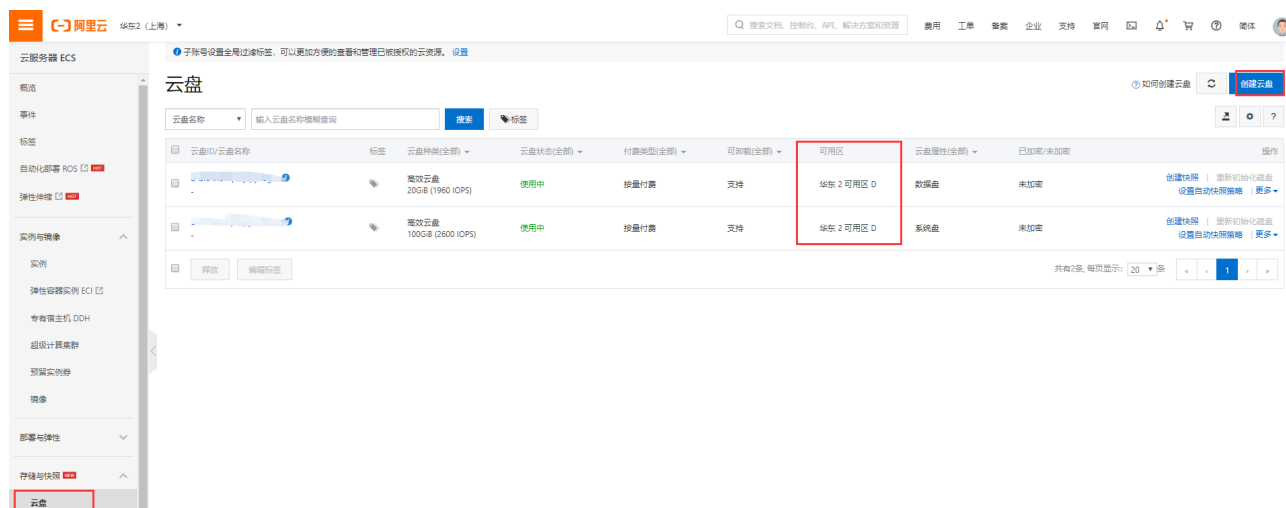 阿里云 华东2（上海） 搜索文档、控制台、API、解决方案和资源 费用 工单 备案 企业 支持 官网 简体
云服务器 ECS
子账号设置全局过滤标签，可以更加方便的查看和管理已被授权的云资源。 设置
概览
事件
标签
自动化部署 ROS HOT
弹性伸缩 HOT
实例与镜像
实例
弹性容器实例 ECI
专有宿主机 DDH
超级计算集群
预留实例券
镜像
部署与弹性
存储与快照 NEW
云盘
云盘
如何创建云盘 创建云盘
云盘名称 输入云盘名称模糊查询 搜索 标签
?
云盘ID/云盘名称 标签 云盘种类(全部) 云盘状态(全部) 付费类型(全部) 可卸载(全部) 可用区 云盘属性(全部) 已加密/未加密 操作
高效云盘 使用中 按量付费 支持 华东 2 可用区 D 数据盘 未加密 创建快照 | 重新初始化磁盘
- 20GiB (1960 IOPS) 设置自动快照策略 | 更多
高效云盘 使用中 按量付费 支持 华东 2 可用区 D 系统盘 未加密 创建快照 | 重新初始化磁盘
- 100GiB (2600 IOPS) 设置自动快照策略 | 更多
释放 编辑标签 共有2条, 每页显示: 20 条 « ‹ 1 › »